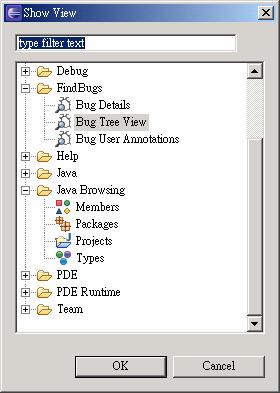 Show View
type filter text
Debug
FindBugs
Bug Details
Bug Tree View
Bug User Annotations
Help
Java
Java Browsing
Members
Packages
Projects
Types
PDE
PDE Runtime
Team
OK
Cancel